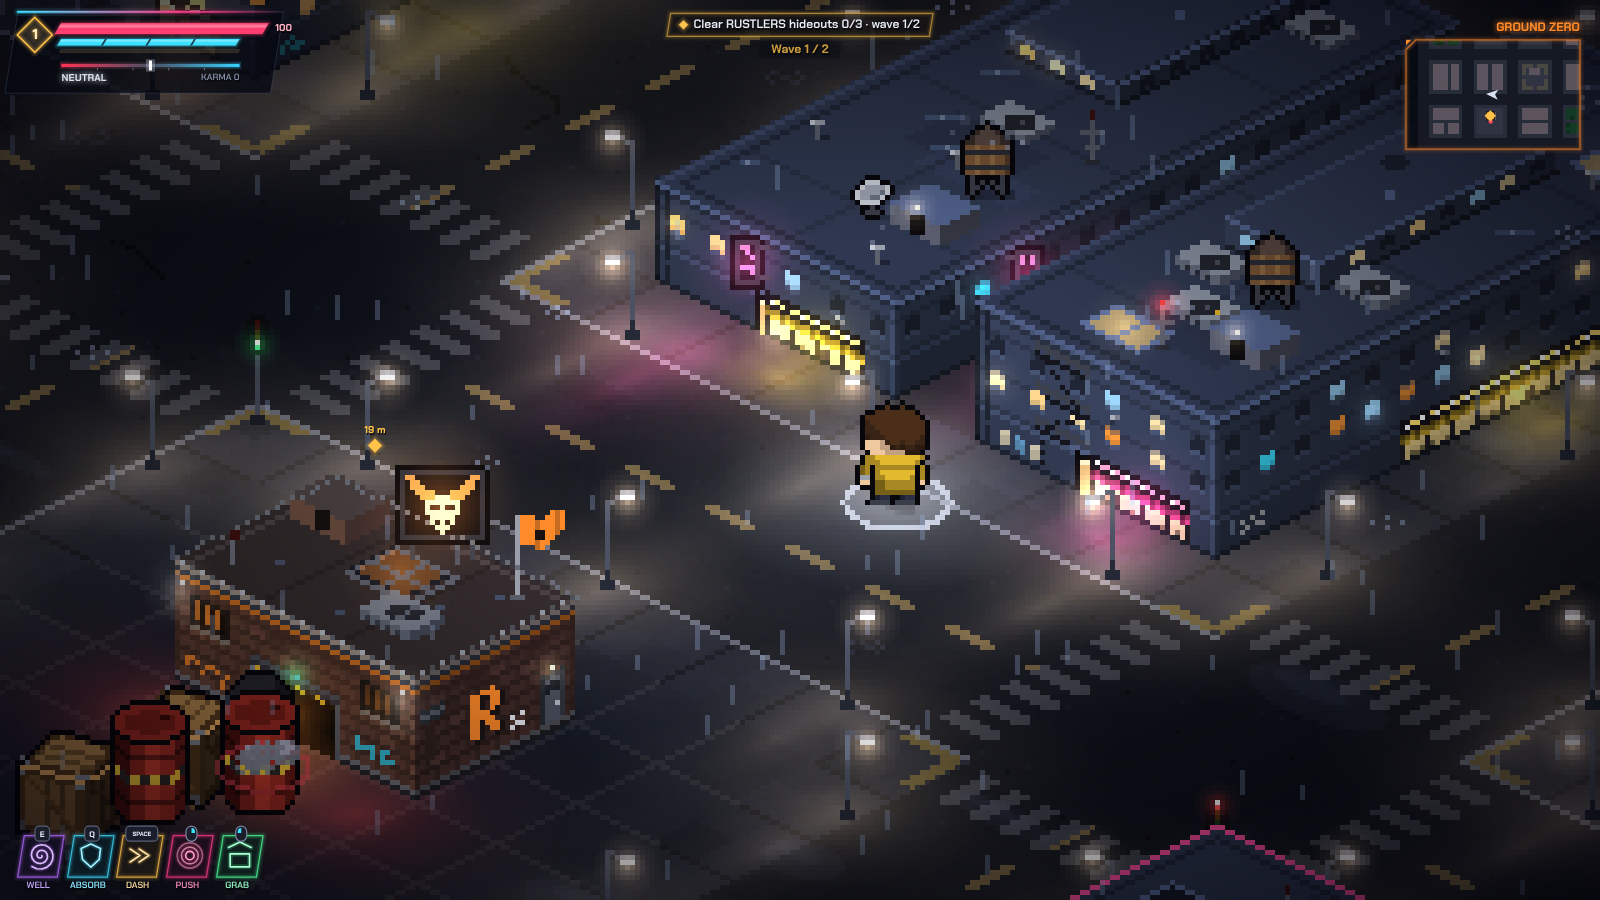 1
100
NEUTRAL
KARMA 0
Clear RUSTLERS hideouts 0/3 · wave 1/2
Wave 1 / 2
GROUND ZERO
19 m
R
E
Q
SPACE
WELL
ABSORB
DASH
PUSH
GRAB